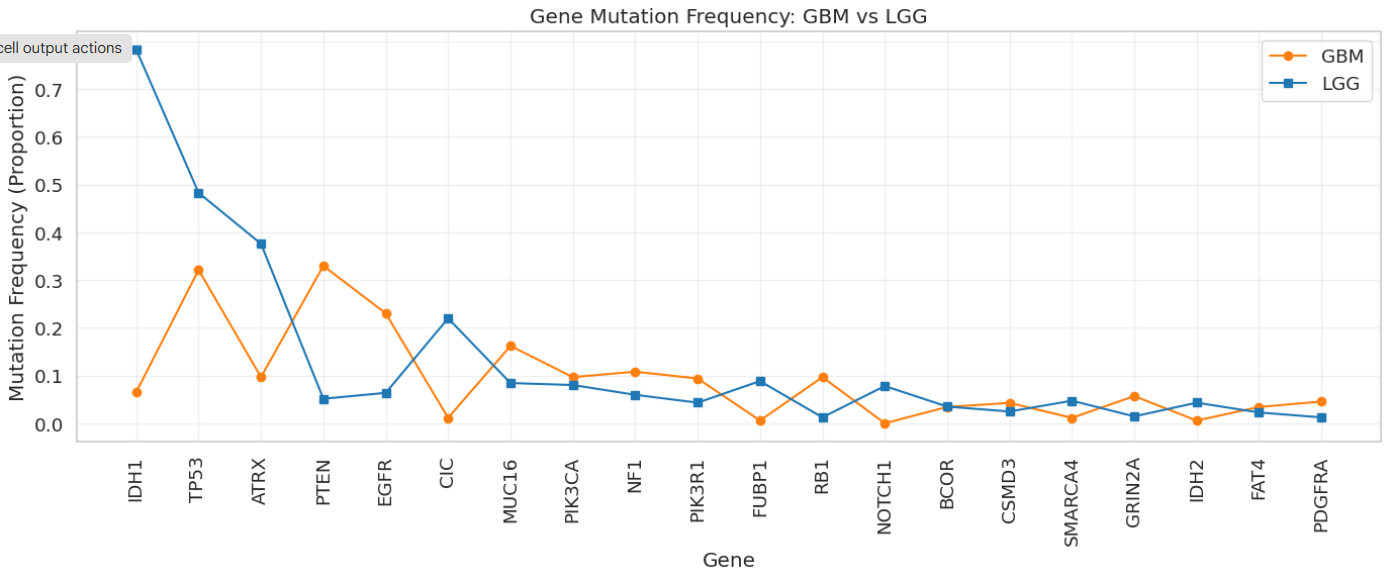 Gene Mutation Frequency: GBM vs LGG
cell output actions
GBM
LGG
Mutation Frequency (Proportion)
0.7
0.6
0.5
0.4
0.3
0.2
0.1
0.0
IDH1
TP53
ATRX
PTEN
EGFR
CIC
MUC16
PIK3CA
NF1
PIK3R1
FUBP1
RB1
NOTCH1
BCOR
CSMD3
SMARCA4
GRIN2A
IDH2
FAT4
PDGFRA
Gene